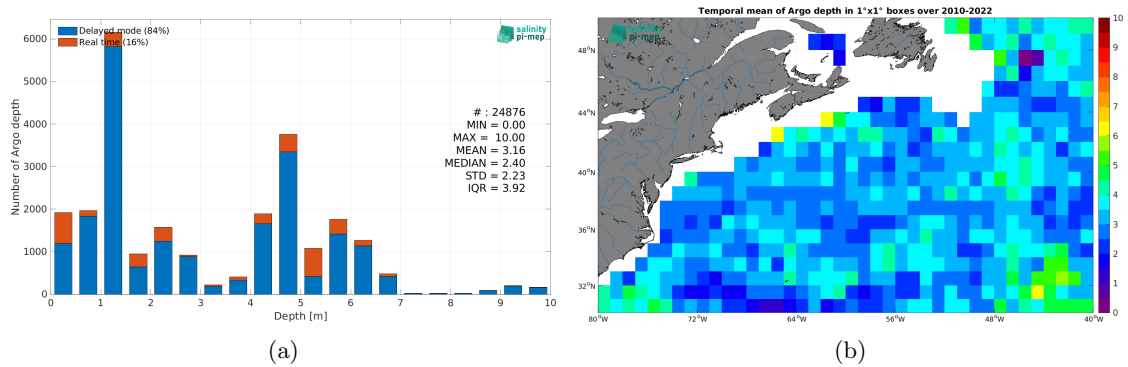 Delayed mode (84%)
Real time (16%)
salinity
pi-mep
# : 24876
MIN = 0.00
MAX = 10.00
MEAN = 3.16
MEDIAN = 2.40
STD = 2.23
IQR = 3.92
Number of Argo depth
6000
5000
4000
3000
2000
1000
0
0 1 2 3 4 5 6 7 8 9 10
Depth [m]
(a)
Temporal mean of Argo depth in 1°x1° boxes over 2010-2022
salinity
pi-mep
48°N
44°N
40°N
36°N
32°N
80°W 72°W 64°W 56°W 48°W 40°W
10
9
8
7
6
5
4
3
2
1
0
(b)